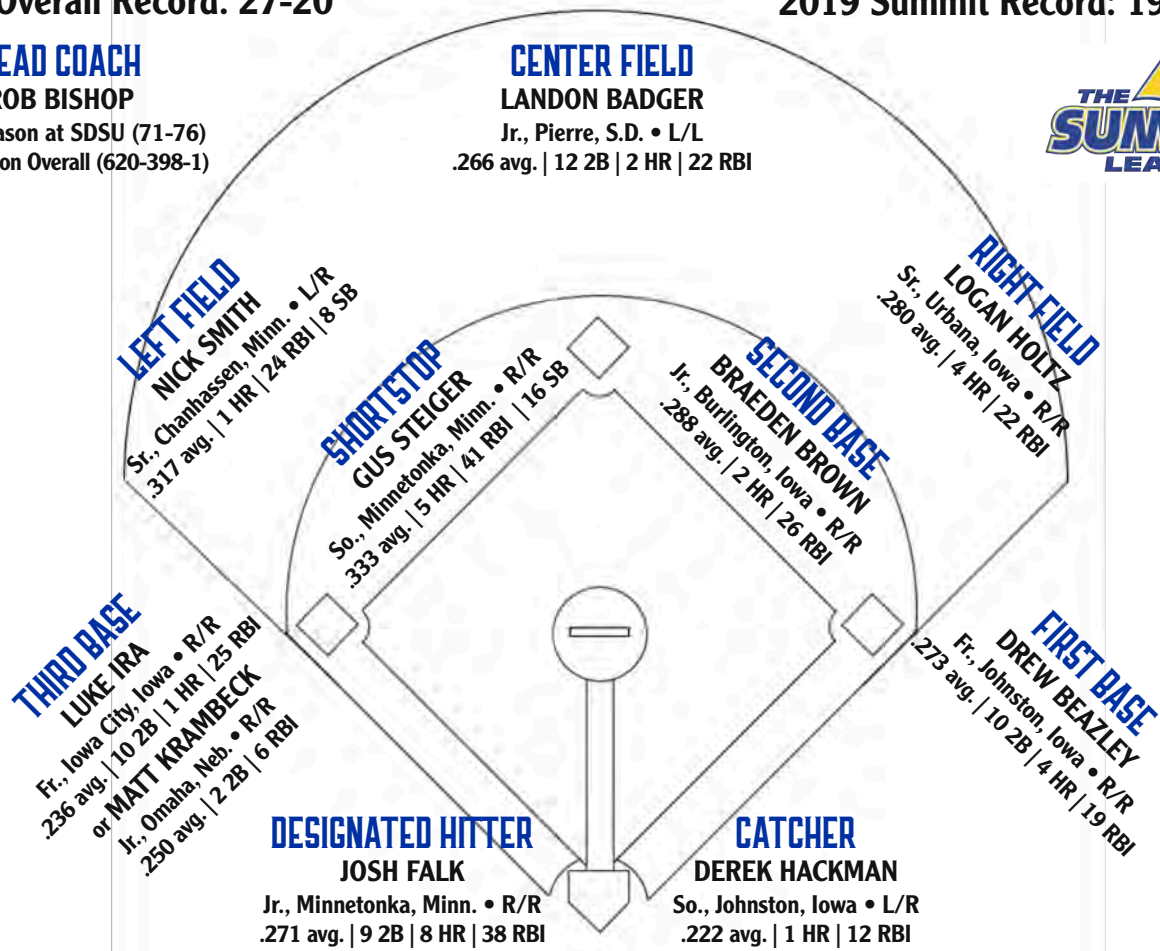 Overall Record: 27-20
2019 Summit Record: 19
EAD COACH
ROB BISHOP
ason at SDSU (71-76)
on Overall (620-398-1)
CENTER FIELD
LANDON BADGER
Jr., Pierre, S.D. • L/L
.266 avg. | 12 2B | 2 HR | 22 RBI
THE
SUM
LEA
LEFT FIELD
NICK SMITH
Sr., Chanhassen, Minn. • L/R
.317 avg. | 1 HR | 24 RBI | 8 SB
SHORTSTOP
GUS STEIGER
So., Minnetonka, Minn. • R/R
.333 avg. | 5 HR | 41 RBI | 16 SB
SECOND BASE
BRAEDEN BROWN
Jr., Burlington, Iowa • R/R
.288 avg. | 2 HR | 26 RBI
RIGHT FIELD
LOGAN HOLTZ
Sr., Urbana, Iowa • R/R
.280 avg. | 4 HR | 22 RBI
THIRD BASE
LUKE IRA
Fr., Iowa City, Iowa • R/R
.236 avg. | 10 2B | 1 HR | 25 RBI
or MATT KRAMBECK
Jr., Omaha, Neb. • R/R
.250 avg. | 2 2B | 6 RBI
FIRST BASE
DREW BEAZLEY
Fr., Johnston, Iowa • R/R
.273 avg. | 10 2B | 4 HR | 19 RBI
DESIGNATED HITTER
JOSH FALK
Jr., Minnetonka, Minn. • R/R
.271 avg. | 9 2B | 8 HR | 38 RBI
CATCHER
DEREK HACKMAN
So., Johnston, Iowa • L/R
.222 avg. | 1 HR | 12 RBI